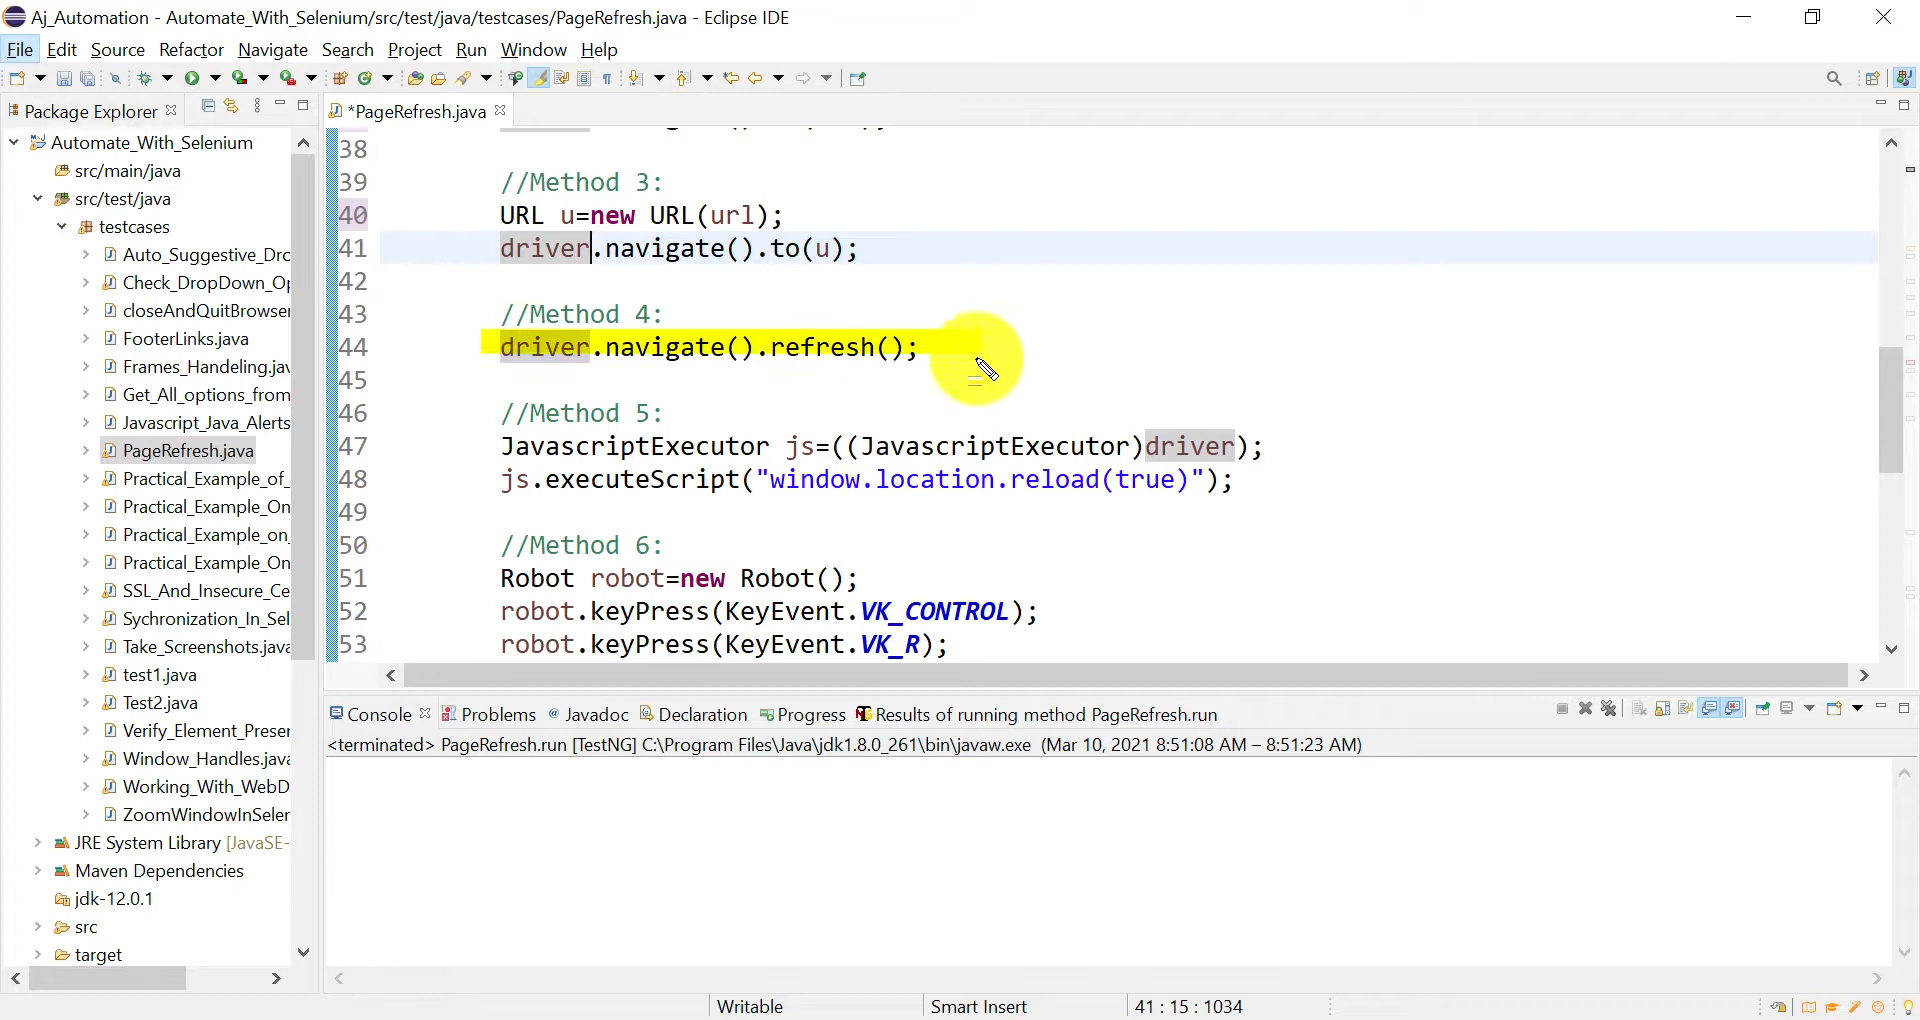 Aj_Automation - Automate_With_Selenium/src/test/java/testcases/PageRefresh.java - Eclipse IDE
File Edit Source Refactor Navigate Search Project Run Window Help
Package Explorer
*PageRefresh.java
Automate_With_Selenium
src/main/java
src/test/java
testcases
Auto_Suggestive_Drc
Check_DropDown_Op
closeAndQuitBrowser
FooterLinks.java
Frames_Handeling.jav
Get_All_options_from
Javascript_Java_Alerts
PageRefresh.java
Practical_Example_of_
Practical_Example_On
Practical_Example_on_
Practical_Example_On
SSL_And_Insecure_Ce
Sychronization_In_Sel
Take_Screenshots.java
test1.java
Test2.java
Verify_Element_Preser
Window_Handles.java
Working_With_WebD
ZoomWindowInSeler
JRE System Library [JavaSE-
Maven Dependencies
jdk-12.0.1
src
target
38
39 //Method 3:
40 URL u=new URL(url);
41 driver.navigate().to(u);
42
43 //Method 4:
44 driver.navigate().refresh();
45
46 //Method 5:
47 JavascriptExecutor js=((JavascriptExecutor)driver);
48 js.executeScript("window.location.reload(true)");
49
50 //Method 6:
51 Robot robot=new Robot();
52 robot.keyPress(KeyEvent.VK_CONTROL);
53 robot.keyPress(KeyEvent.VK_R);
Console Problems @ Javadoc Declaration Progress Results of running method PageRefresh.run
<terminated> PageRefresh.run [TestNG] C:\Program Files\Java\jdk1.8.0_261\bin\javaw.exe (Mar 10, 2021 8:51:08 AM – 8:51:23 AM)
Writable Smart Insert 41 : 15 : 1034